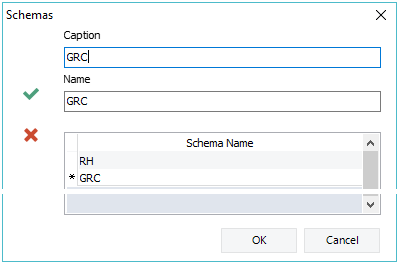 Schemas
Caption
GRC
Name
GRC
Schema Name
RH
* GRC
OK Cancel